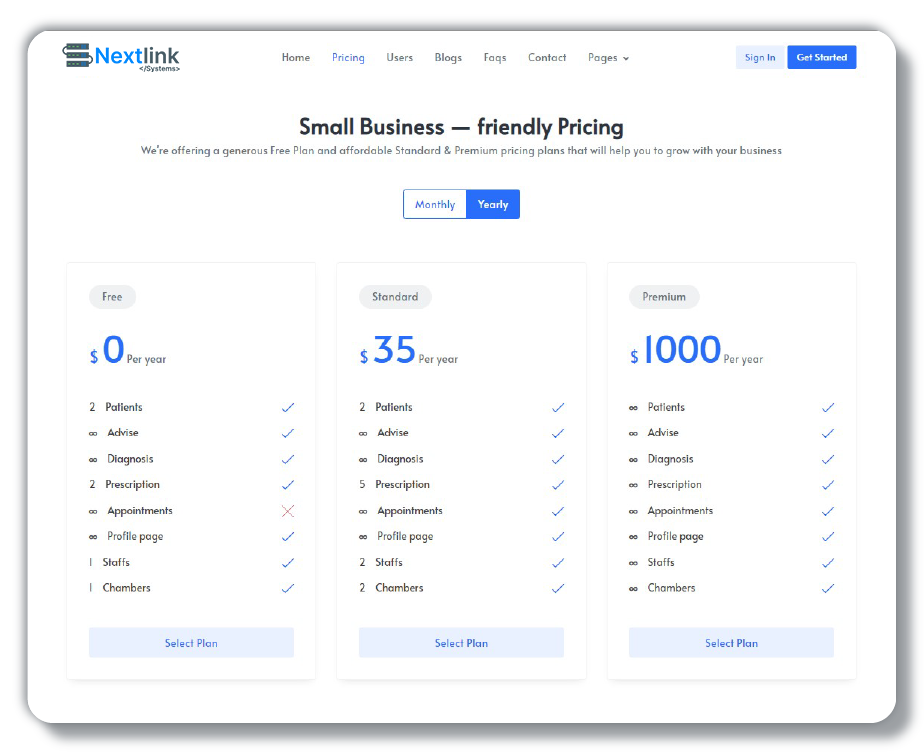 Nextlink
</Systems>
Home Pricing Users Blogs Faqs Contact Pages
Sign In Get Started
Small Business — friendly Pricing
We're offering a generous Free Plan and affordable Standard & Premium pricing plans that will help you to grow with your business
Monthly Yearly
Free
$ 0 Per year
2 Patients
∞ Advise
∞ Diagnosis
2 Prescription
∞ Appointments
∞ Profile page
1 Staffs
1 Chambers
Select Plan
Standard
$ 35 Per year
2 Patients
∞ Advise
∞ Diagnosis
5 Prescription
∞ Appointments
∞ Profile page
2 Staffs
2 Chambers
Select Plan
Premium
$ 1000 Per year
∞ Patients
∞ Advise
∞ Diagnosis
∞ Prescription
∞ Appointments
∞ Profile page
∞ Staffs
∞ Chambers
Select Plan